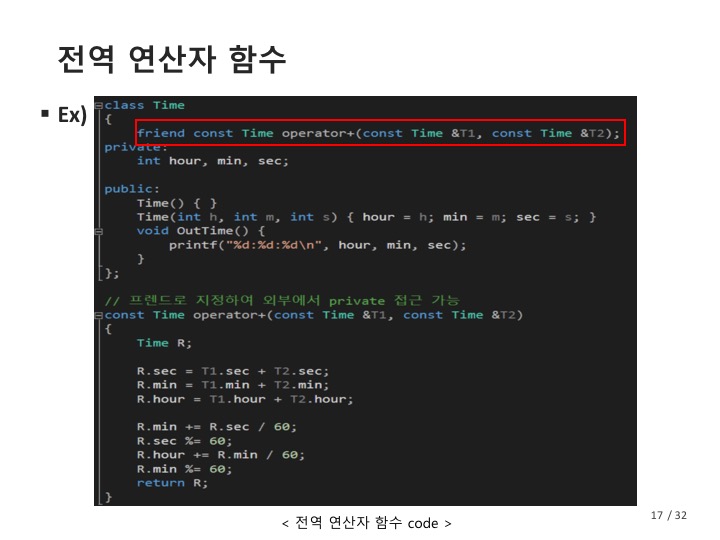 전역 연산자 함수
▪ Ex)
class Time
{
    friend const Time operator+(const Time &T1, const Time &T2);
private:
    int hour, min, sec;

public:
    Time() { }
    Time(int h, int m, int s) { hour = h; min = m; sec = s; }
    void OutTime() {
        printf("%d:%d:%d\n", hour, min, sec);
    }
};

// 프렌드로 지정하여 외부에서 private 접근 가능
const Time operator+(const Time &T1, const Time &T2)
{
    Time R;

    R.sec = T1.sec + T2.sec;
    R.min = T1.min + T2.min;
    R.hour = T1.hour + T2.hour;

    R.min += R.sec / 60;
    R.sec %= 60;
    R.hour += R.min / 60;
    R.min %= 60;
    return R;
}
< 전역 연산자 함수 code >
17 / 32